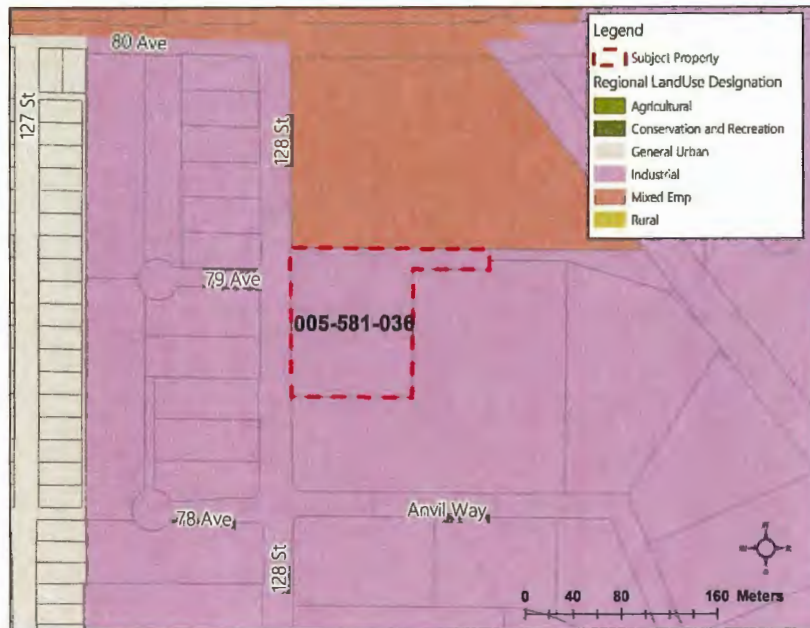 Legend
Subject Property
Regional LandUse Designation
Agricultural
Conservation and Recreation
General Urban
Industrial
Mixed Emp
Rural
80 Ave
127 St
128 St
79 Ave
005-581-036
78 Ave
Anvil Way
128 St
N
W E
S
0 40 80 160 Meters